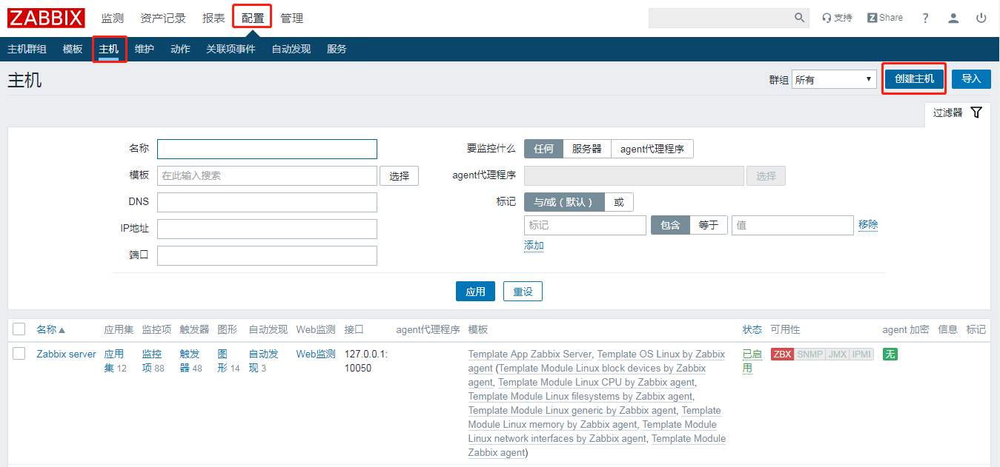 ZABBIX 监测 资产记录 报表 配置 管理 支持 Z Share ?
主机群组 模板 主机 维护 动作 关联项事件 自动发现 服务
主机 群组 所有 创建主机 导入
过滤器
名称 要监控什么 任何 服务器 agent代理程序
模板 在此输入搜索 选择 agent代理程序 选择
DNS 标记 与/或（默认） 或
IP地址 标记 包含 等于 值 移除
添加
端口
应用 重设
名称 应用集 监控项 触发器 图形 自动发现 Web监测 接口 agent代理程序 模板 状态 可用性 agent 加密 信息 标记
Zabbix server 应用 监控 触发 图 自动发 Web监测 127.0.0.1: Template App Zabbix Server, Template OS Linux by Zabbix 已启 ZBX SNMP JMX IPMI 无
集 12 项 88 器 48 形 14 现 3 10050 agent (Template Module Linux block devices by Zabbix 用
agent, Template Module Linux CPU by Zabbix agent,
Template Module Linux filesystems by Zabbix agent,
Template Module Linux generic by Zabbix agent, Template
Module Linux memory by Zabbix agent, Template Module
Linux network interfaces by Zabbix agent, Template Module
Zabbix agent)